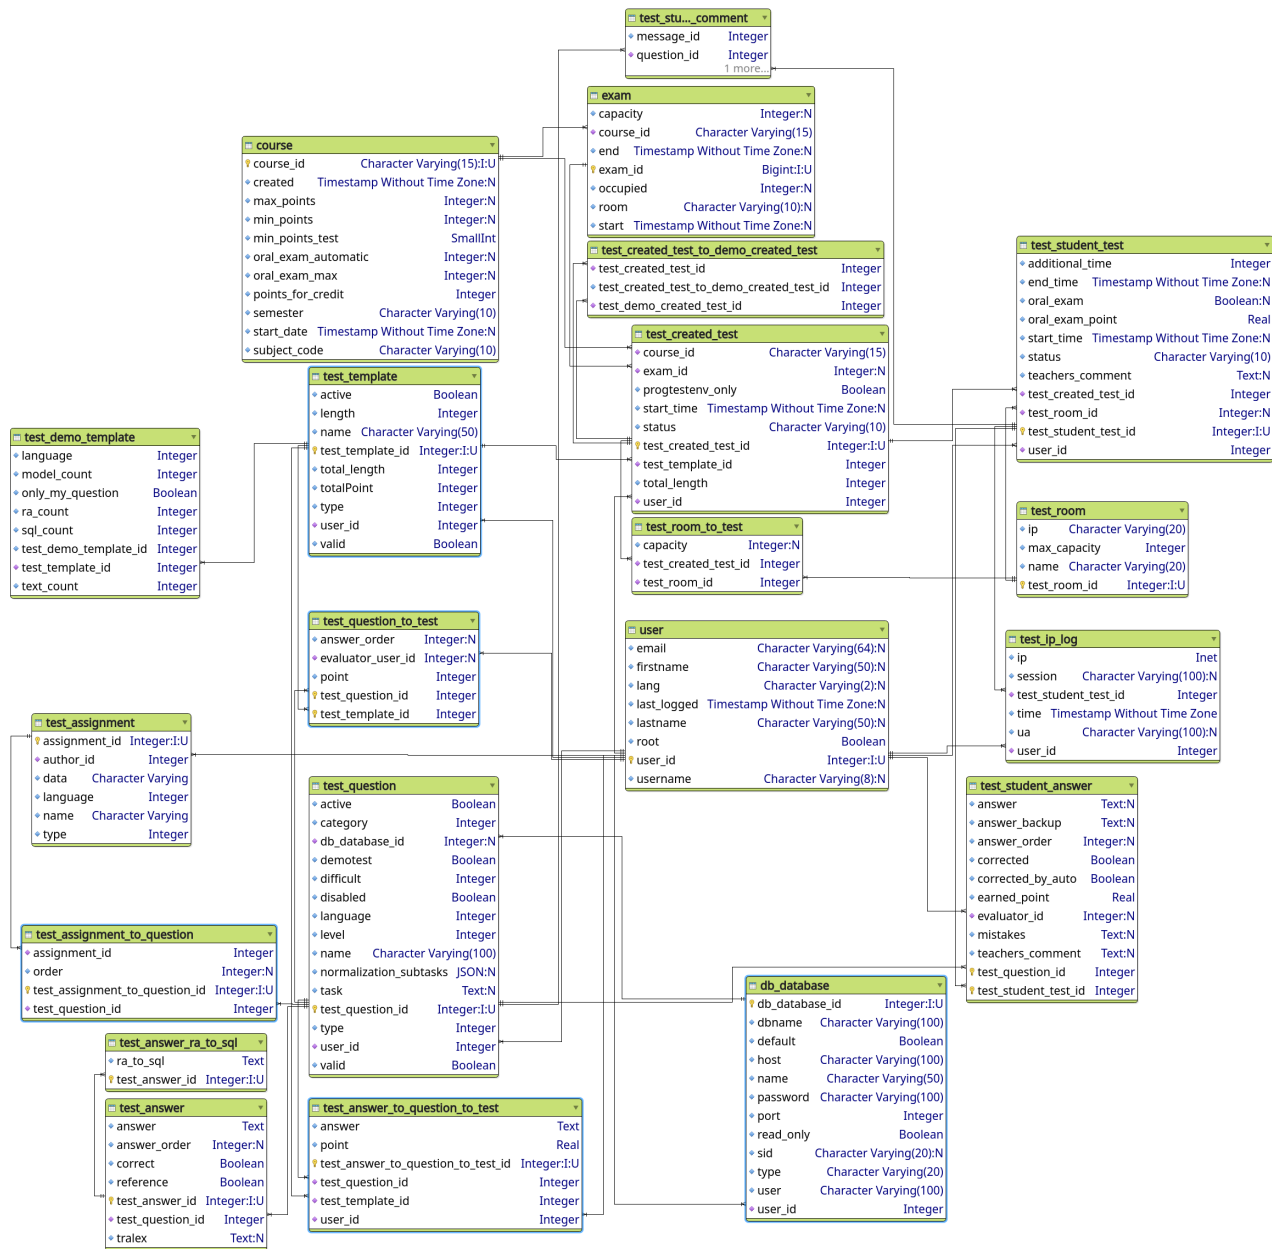 test_stu..._comment
message_id Integer
question_id Integer
1 more...
exam
capacity Integer:N
course_id Character Varying(15)
end Timestamp Without Time Zone:N
exam_id Bigint:I:U
occupied Integer:N
room Character Varying(10):N
start Timestamp Without Time Zone:N
course
course_id Character Varying(15):I:U
created Timestamp Without Time Zone:N
max_points Integer:N
min_points Integer:N
min_points_test SmallInt
oral_exam_automatic Integer:N
oral_exam_max Integer:N
points_for_credit Integer
semester Character Varying(10)
start_date Timestamp Without Time Zone:N
subject_code Character Varying(10)
test_created_test_to_demo_created_test
test_created_test_id Integer
test_created_test_to_demo_created_test_id Integer
test_demo_created_test_id Integer
test_student_test
additional_time Integer
end_time Timestamp Without Time Zone:N
oral_exam Boolean:N
oral_exam_point Real
start_time Timestamp Without Time Zone:N
status Character Varying(10)
teachers_comment Text:N
test_created_test_id Integer
test_room_id Integer:N
test_student_test_id Integer:I:U
user_id Integer
test_created_test
course_id Character Varying(15)
exam_id Integer:N
progtestenv_only Boolean
start_time Timestamp Without Time Zone:N
status Character Varying(10)
test_created_test_id Integer:I:U
test_template_id Integer
total_length Integer
user_id Integer
test_template
active Boolean
length Integer
name Character Varying(50)
test_template_id Integer:I:U
total_length Integer
totalPoint Integer
type Integer
user_id Integer
valid Boolean
test_demo_template
language Integer
model_count Integer
only_my_question Boolean
ra_count Integer
sql_count Integer
test_demo_template_id Integer
test_template_id Integer
text_count Integer
test_room_to_test
capacity Integer:N
test_created_test_id Integer
test_room_id Integer
test_room
ip Character Varying(20)
max_capacity Integer
name Character Varying(20)
test_room_id Integer:I:U
test_question_to_test
answer_order Integer:N
evaluator_user_id Integer:N
point Integer
test_question_id Integer
test_template_id Integer
user
email Character Varying(64):N
firstname Character Varying(50):N
lang Character Varying(2):N
last_logged Timestamp Without Time Zone:N
lastname Character Varying(50):N
root Boolean
user_id Integer:I:U
username Character Varying(8):N
test_ip_log
ip Inet
session Character Varying(100):N
test_student_test_id Integer
time Timestamp Without Time Zone
ua Character Varying(100):N
user_id Integer
test_assignment
assignment_id Integer:I:U
author_id Integer
data Character Varying
language Integer
name Character Varying
type Integer
test_question
active Boolean
category Integer
db_database_id Integer:N
demotest Boolean
difficult Integer
disabled Boolean
language Integer
level Integer
name Character Varying(100)
normalization_subtasks JSON:N
task Text:N
test_question_id Integer:I:U
type Integer
user_id Integer
valid Boolean
test_student_answer
answer Text:N
answer_backup Text:N
answer_order Integer:N
corrected Boolean
corrected_by_auto Boolean
earned_point Real
evaluator_id Integer:N
mistakes Text:N
teachers_comment Text:N
test_question_id Integer
test_student_test_id Integer
test_assignment_to_question
assignment_id Integer
order Integer:N
test_assignment_to_question_id Integer:I:U
test_question_id Integer
db_database
db_database_id Integer:I:U
dbname Character Varying(100)
default Boolean
host Character Varying(100)
name Character Varying(50)
password Character Varying(100)
port Integer
read_only Boolean
sid Character Varying(20):N
type Character Varying(20)
user Character Varying(100)
user_id Integer
test_answer_ra_to_sql
ra_to_sql Text
test_answer_id Integer:I:U
test_answer
answer Text
answer_order Integer:N
correct Boolean
reference Boolean
test_answer_id Integer:I:U
test_question_id Integer
tralex Text:N
test_answer_to_question_to_test
answer Text
point Real
test_answer_to_question_to_test_id Integer:I:U
test_question_id Integer
test_template_id Integer
user_id Integer